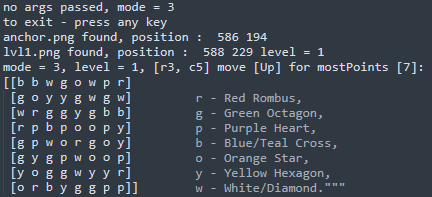 no args passed, mode = 3
to exit - press any key
anchor.png found, position :  586 194
lvl1.png found, position :  588 229 level = 1
mode = 3, level = 1, [r3, c5] move [Up] for mostPoints [7]:
[[b b w g o w p r]
[g o y y g w g w] r - Red Rombus,
[w r g g y g b b] g - Green Octagon,
[r p b p o o p y] p - Purple Heart,
[g p w o r g o y] b - Blue/Teal Cross,
[g y g p w o o p] o - Orange Star,
[y o g g w y y r] y - Yellow Hexagon,
[o r b y g g p p]] w - White/Diamond."""